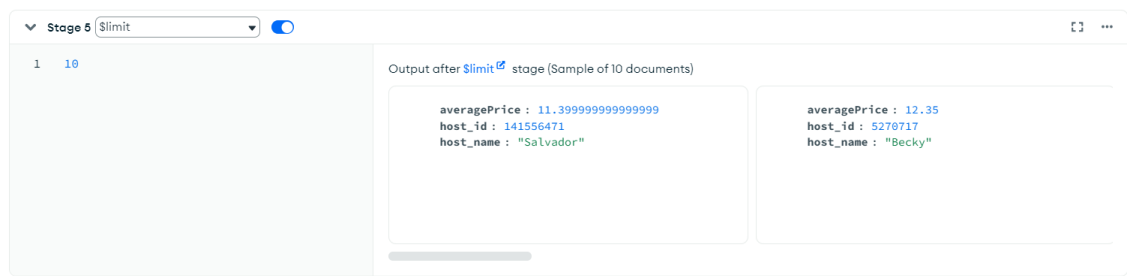 Stage 5 $limit
1 10
Output after $limit stage (Sample of 10 documents)
averagePrice : 11.399999999999999
host_id : 141556471
host_name : "Salvador"
averagePrice : 12.35
host_id : 5270717
host_name : "Becky"